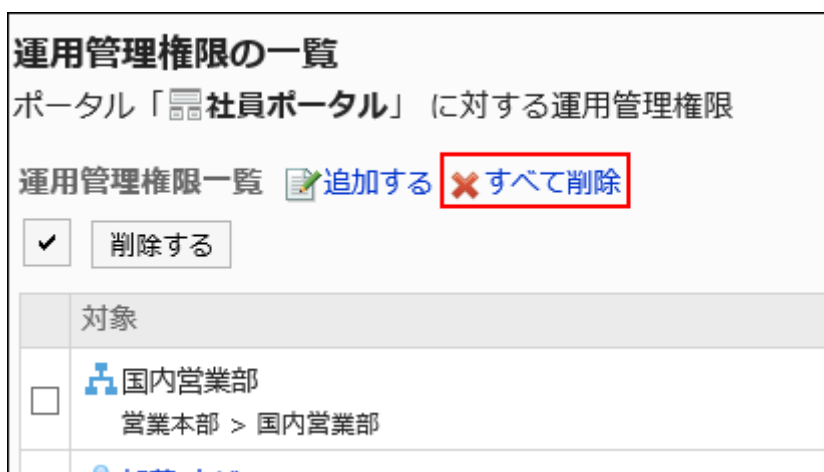 運用管理権限の一覧
ポータル「社員ポータル」 に対する運用管理権限
運用管理権限一覧 追加する すべて削除
削除する
対象
国内営業部
営業本部 > 国内営業部